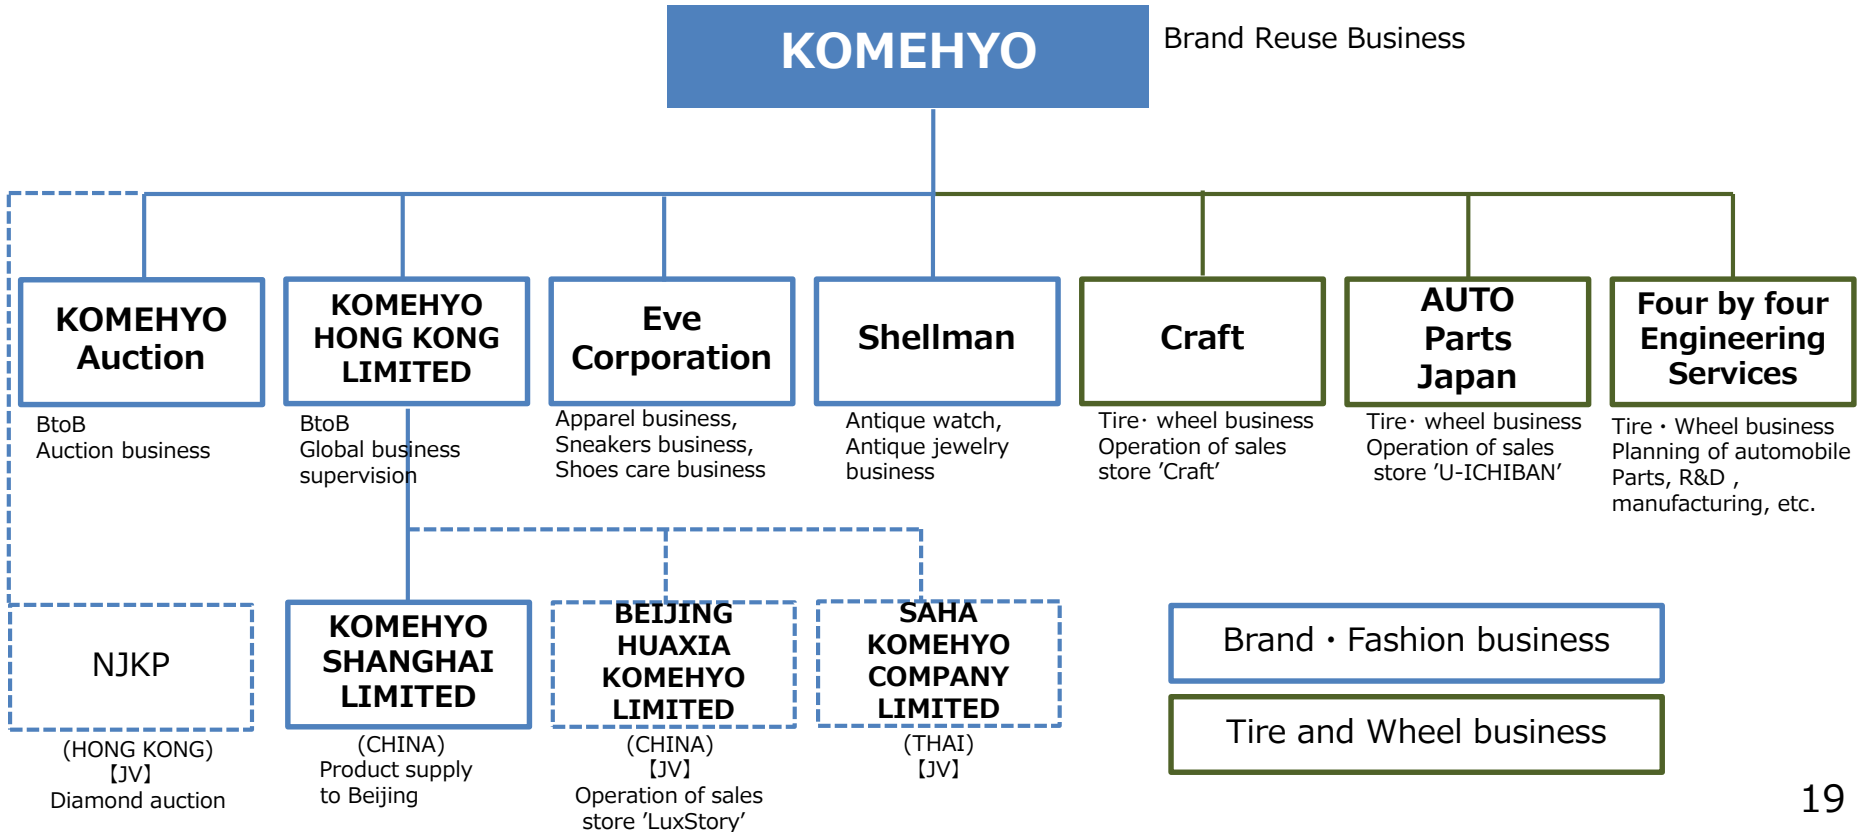 KOMEHYO
Brand Reuse Business
KOMEHYO
Auction
BtoB
Auction business
KOMEHYO
HONG KONG
LIMITED
BtoB
Global business
supervision
Eve
Corporation
Apparel business,
Sneakers business,
Shoes care business
Shellman
Antique watch,
Antique jewelry
business
Craft
Tire･ wheel business
Operation of sales
store ’Craft’
AUTO
Parts
Japan
Tire･ wheel business
Operation of sales
store ’U-ICHIBAN’
Four by four
Engineering
Services
Tire・Wheel business
Planning of automobile
Parts, R&D ,
manufacturing, etc.
NJKP
(HONG KONG)
【JV】
Diamond auction
KOMEHYO
SHANGHAI
LIMITED
(CHINA)
Product supply
to Beijing
BEIJING
HUAXIA
KOMEHYO
LIMITED
(CHINA)
【JV】
Operation of sales
store ’LuxStory’
SAHA
KOMEHYO
COMPANY
LIMITED
(THAI)
【JV】
Brand・Fashion business
Tire and Wheel business
19